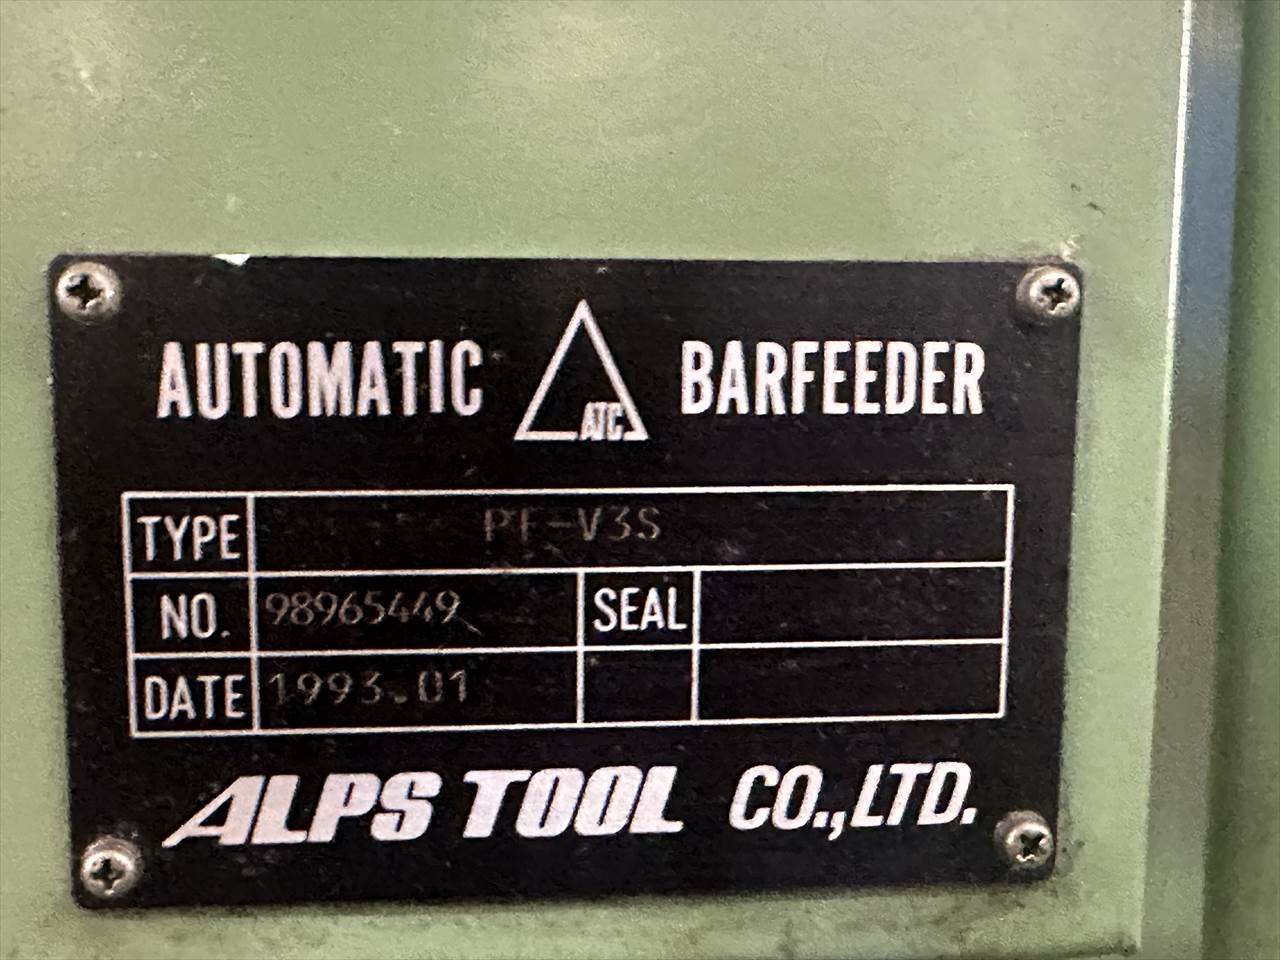 AUTOMATIC ATC BARFEEDER
TYPE PF-V3S
NO. 98965449 SEAL
DATE 1993.01
ALPS TOOL CO.,LTD.